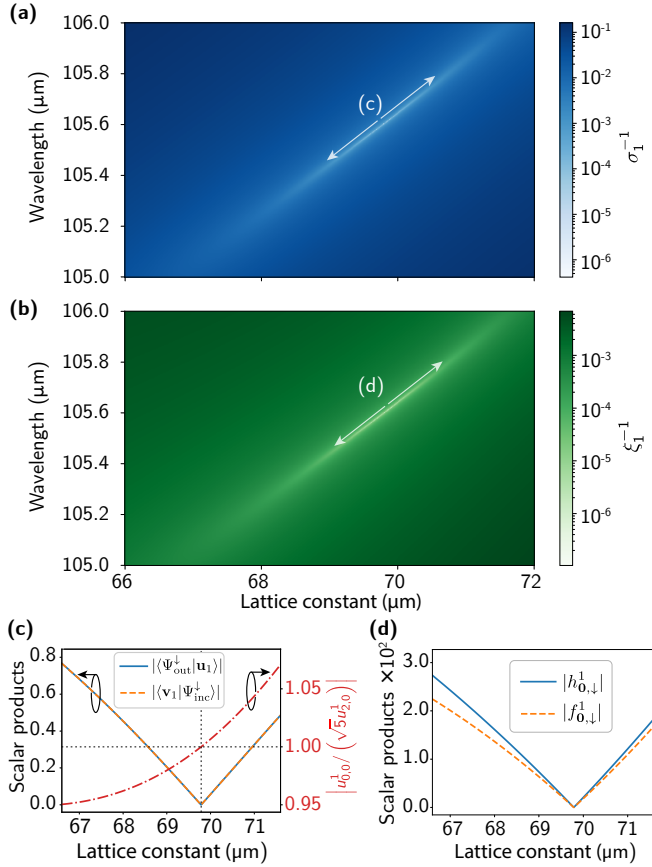 (a)
106.0
105.8
105.6
105.4
105.2
105.0
Wavelength (μm)
(c)
68
70
10⁻¹
10⁻²
10⁻³
10⁻⁴
10⁻⁵
10⁻⁶
σ₁⁻¹
(b)
106.0
105.8
105.6
105.4
105.2
105.0
Wavelength (μm)
(d)
66
68
70
72
Lattice constant (μm)
10⁻³
10⁻⁴
10⁻⁵
10⁻⁶
ξ₁⁻¹
(c)
0.8
0.6
0.4
0.2
0.0
Scalar products
|⟨Ψ↓out|u₁⟩|
|⟨v₁|Ψ↓inc⟩|
1.05
1.00
0.95
|u¹₀,₀/(√5u¹₂,₀)|
67
68
69
70
71
Lattice constant (μm)
(d)
3.0
2.0
1.0
0.0
Scalar products ×10²
|h¹₀,↓|
|f¹₀,↓|
67
68
69
70
71
Lattice constant (μm)